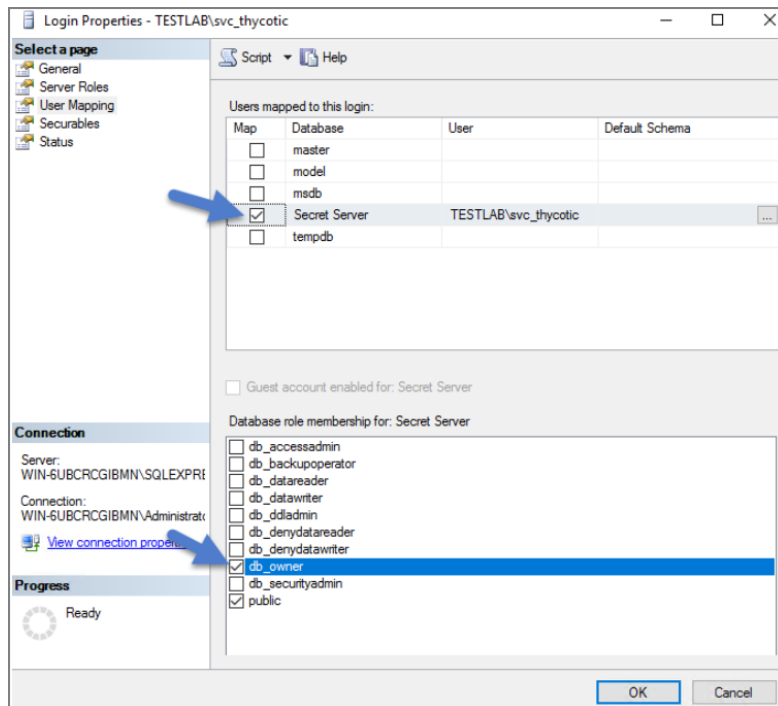 Login Properties - TESTLAB\svc_thycotic
Select a page
General
Server Roles
User Mapping
Securables
Status
Script
Help
Users mapped to this login:
Map Database User Default Schema
master
model
msdb
Secret Server TESTLAB\svc_thycotic ...
tempdb
Guest account enabled for: Secret Server
Database role membership for: Secret Server
db_accessadmin
db_backupoperator
db_datareader
db_datawriter
db_ddladmin
db_denydatareader
db_denydatawriter
db_owner
db_securityadmin
public
Connection
Server:
WIN-6UBCRCGIBMN\SQLEXPRE
Connection:
WIN-6UBCRCGIBMN\Administrato
View connection
Progress
Ready
OK Cancel